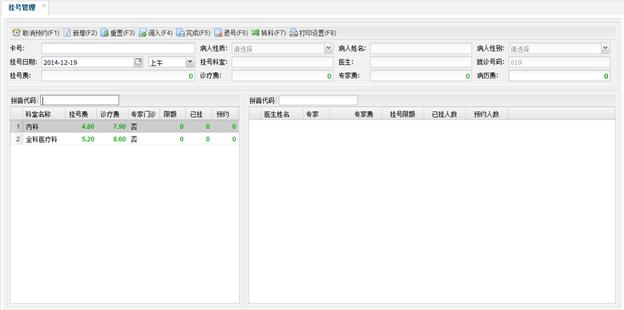 挂号管理
取消预约(F1) 新增(F2) 重置(F3) 调入(F4) 完成(F5) 退号(F6) 转科(F7) 打印设置(F8)
卡号: 病人性质: 请选择 病人姓名: 病人性别: 请选择
挂号日期: 2014-12-19 上午 挂号科室: 医生: 就诊号码: 019
挂号费: 0 诊疗费: 0 专家费: 0 病历费: 0
拼音代码: 拼音代码:
科室名称 挂号费 诊疗费 专家门诊 限额 已挂 预约 医生姓名 专家 专家费 挂号限额 已挂人数 预约人数
1 内科 4.80 7.90 否 0 0 0
2 全科医疗科 5.20 8.60 否 0 0 0